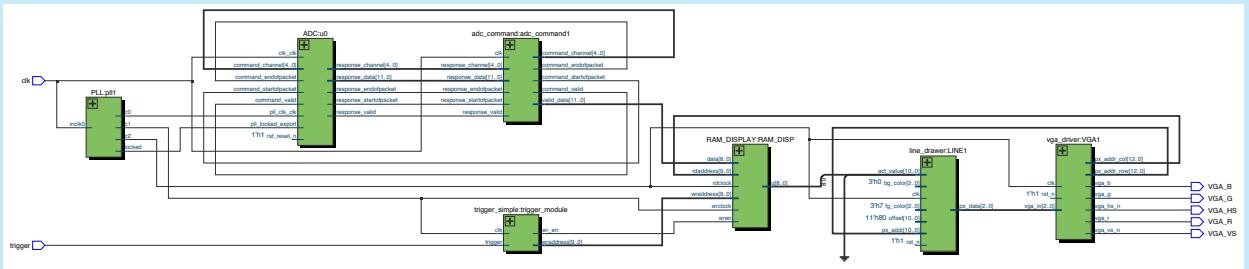 ADC:u0
clk_clk
command_channel[4..0]
response_channel[4..0]
command_endofpacket
response_data[11..0]
command_startofpacket
response_endofpacket
command_valid
response_startofpacket
pll_clk_clk
response_valid
pll_locked_export
1'h1 rst_reset_n
adc_command:adc_command1
clk
command_channel[4..0]
response_channel[4..0]
command_endofpacket
response_data[11..0]
command_startofpacket
response_endofpacket
command_valid
response_startofpacket
valid_data[11..0]
response_valid
clk
PLL:pll1
inclk0
c0
c1
c2
locked
RAM_DISPLAY:RAM_DISP
data[8..0]
rdaddress[9..0]
rdclock
q[8..0]
wraddress[9..0]
wrclock
wren
8:0
line_drawer:LINE1
act_value[10..0]
3'h0 bg_color[2..0]
clk
3'h7 fg_color[2..0]
px_data[2..0]
11'h80 offset[10..0]
px_addr[10..0]
1'h1 rst_n
vga_driver:VGA1
px_addr_col[12..0]
px_addr_row[12..0]
clk
vga_b
1'h1 rst_n
vga_g
vga_in[2..0]
vga_hs_n
vga_r
vga_vs_n
VGA_B
VGA_G
VGA_HS
VGA_R
VGA_VS
trigger_simple:trigger_module
clk
wr_en
trigger
wraddress[9..0]
trigger